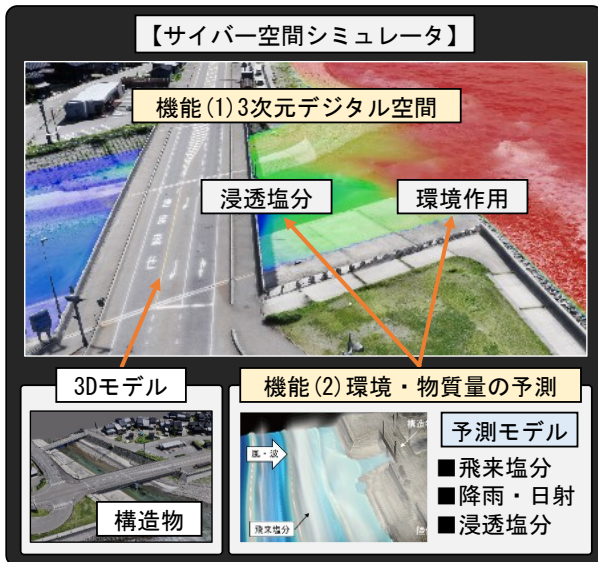 【サイバー空間シミュレータ】
機能(1)3次元デジタル空間
浸透塩分
環境作用
3Dモデル
構造物
機能(2)環境・物質量の予測
風・波
飛来塩分
構造物
予測モデル
■飛来塩分
■降雨・日射
■浸透塩分